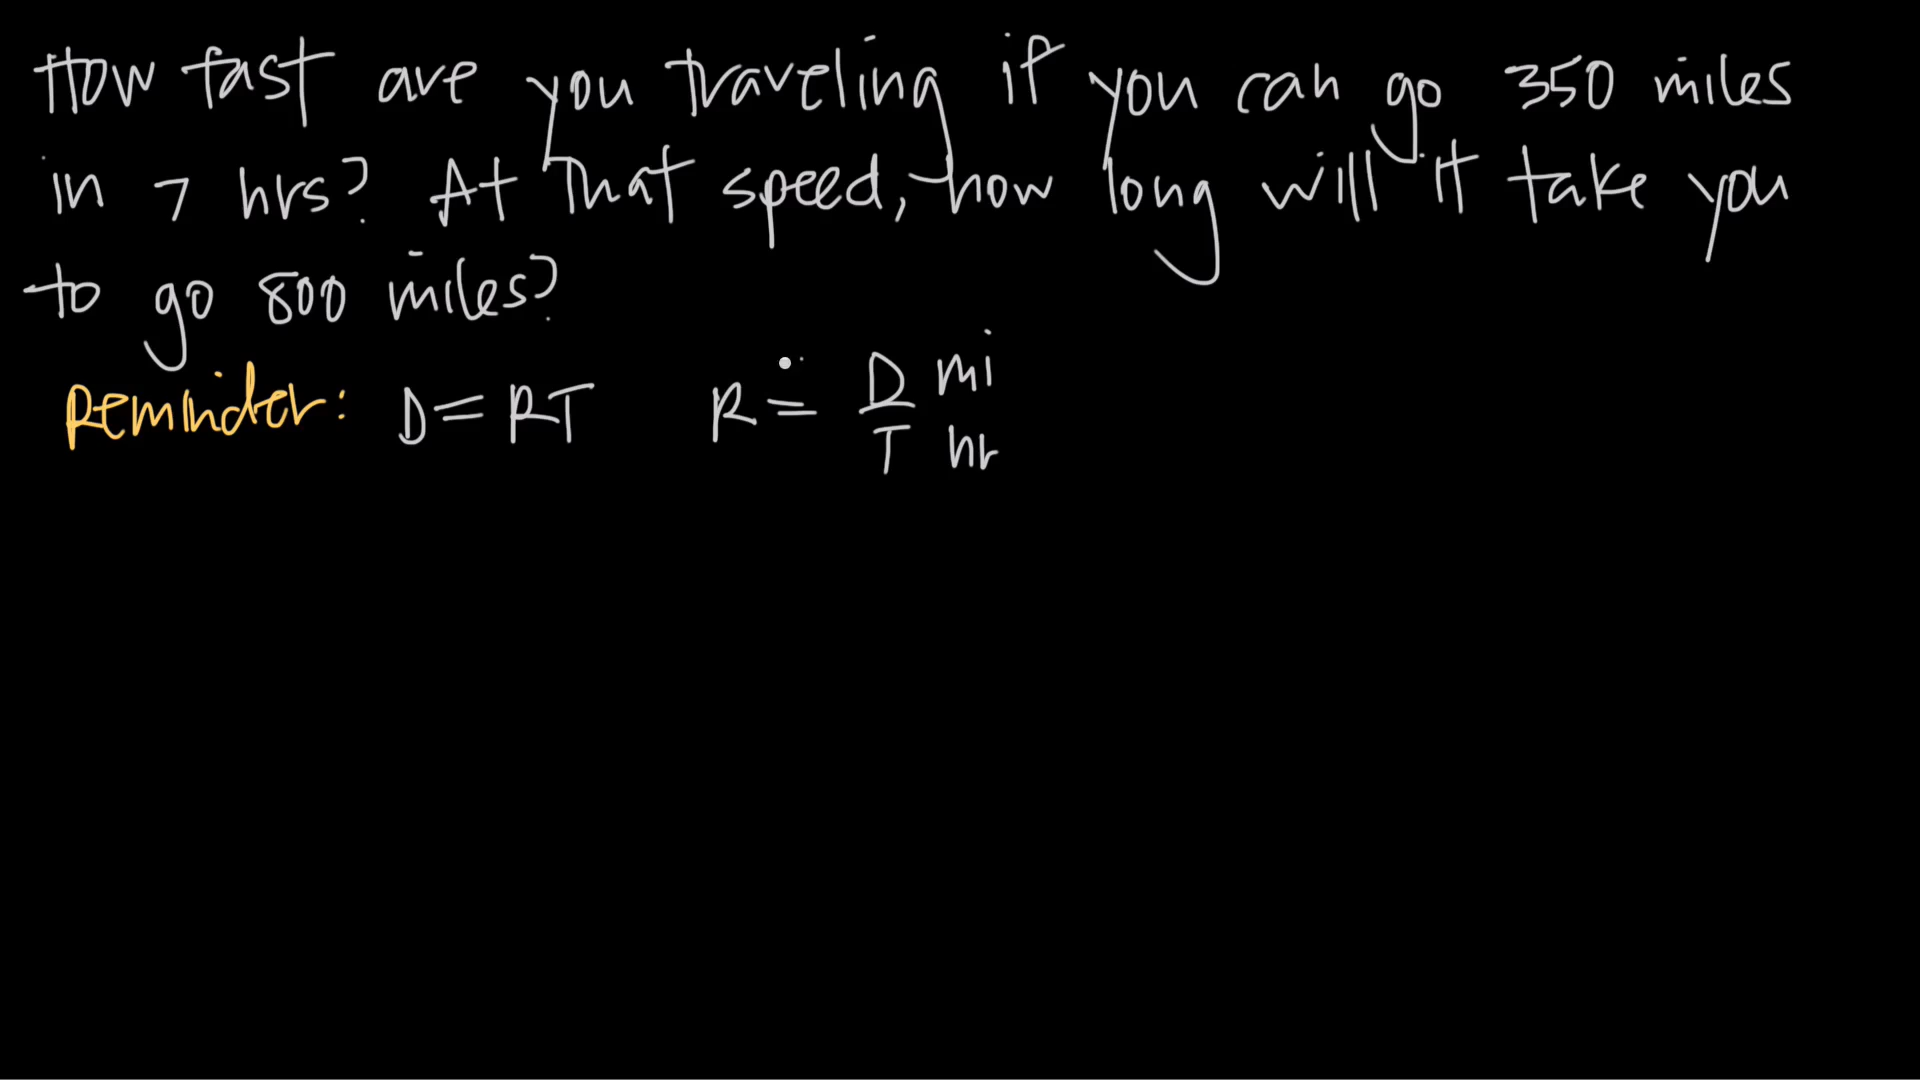 How fast are you traveling if you can go 350 miles
in 7 hrs? At that speed, how long will it take you
to go 800 miles?
Reminder: D = RT R = D/T mi/hr